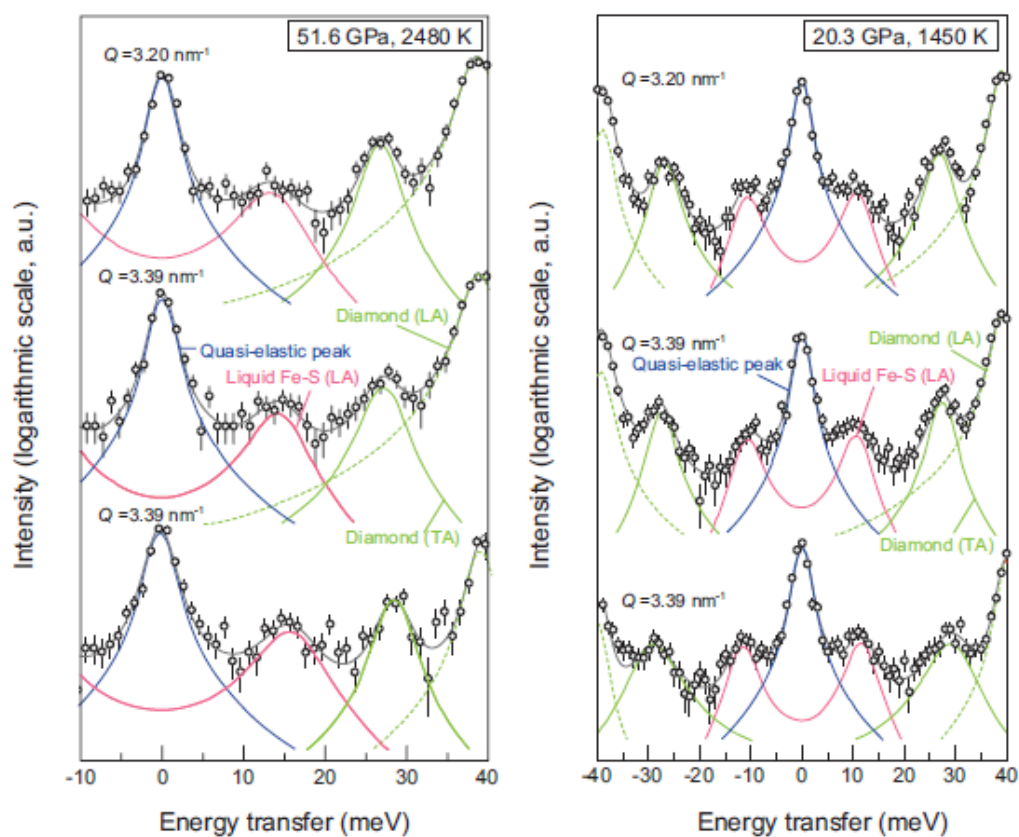 51.6 GPa, 2480 K
Q =3.20 nm⁻¹
Q =3.39 nm⁻¹
Diamond (LA)
Quasi-elastic peak
Liquid Fe-S (LA)
Q =3.39 nm⁻¹
Diamond (TA)
Intensity (logarithmic scale, a.u.)
-10 0 10 20 30 40
Energy transfer (meV)
20.3 GPa, 1450 K
Q =3.20 nm⁻¹
Q =3.39 nm⁻¹
Diamond (LA)
Quasi-elastic peak
Liquid Fe-S (LA)
Diamond (TA)
Q =3.39 nm⁻¹
Intensity (logarithmic scale, a.u.)
-40 -30 -20 -10 0 10 20 30 40
Energy transfer (meV)